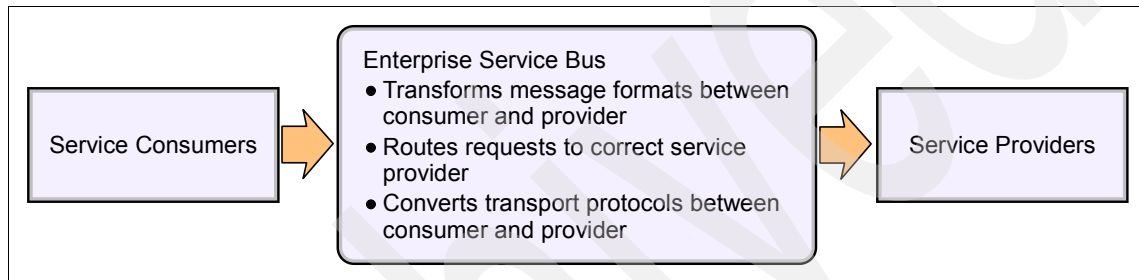 Service Consumers
Enterprise Service Bus
● Transforms message formats between
consumer and provider
● Routes requests to correct service
provider
● Converts transport protocols between
consumer and provider
Service Providers